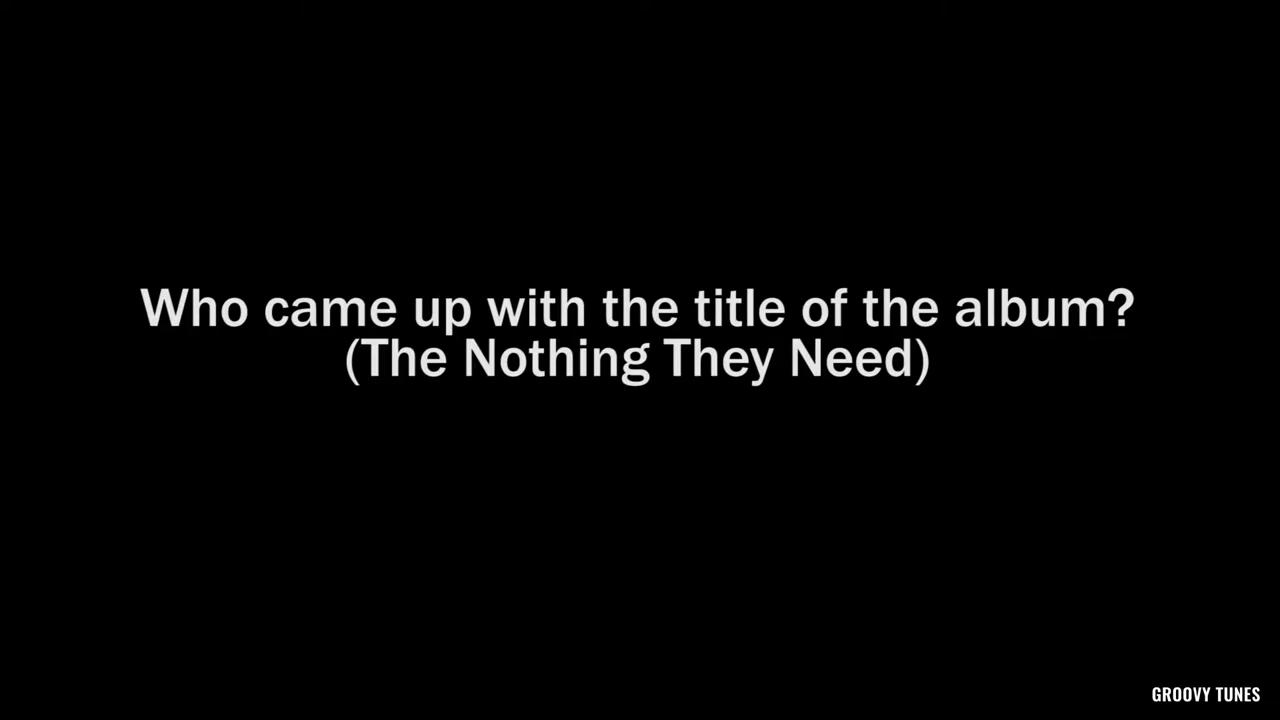 Who came up with the title of the album?
(The Nothing They Need)
GROOVY TUNES